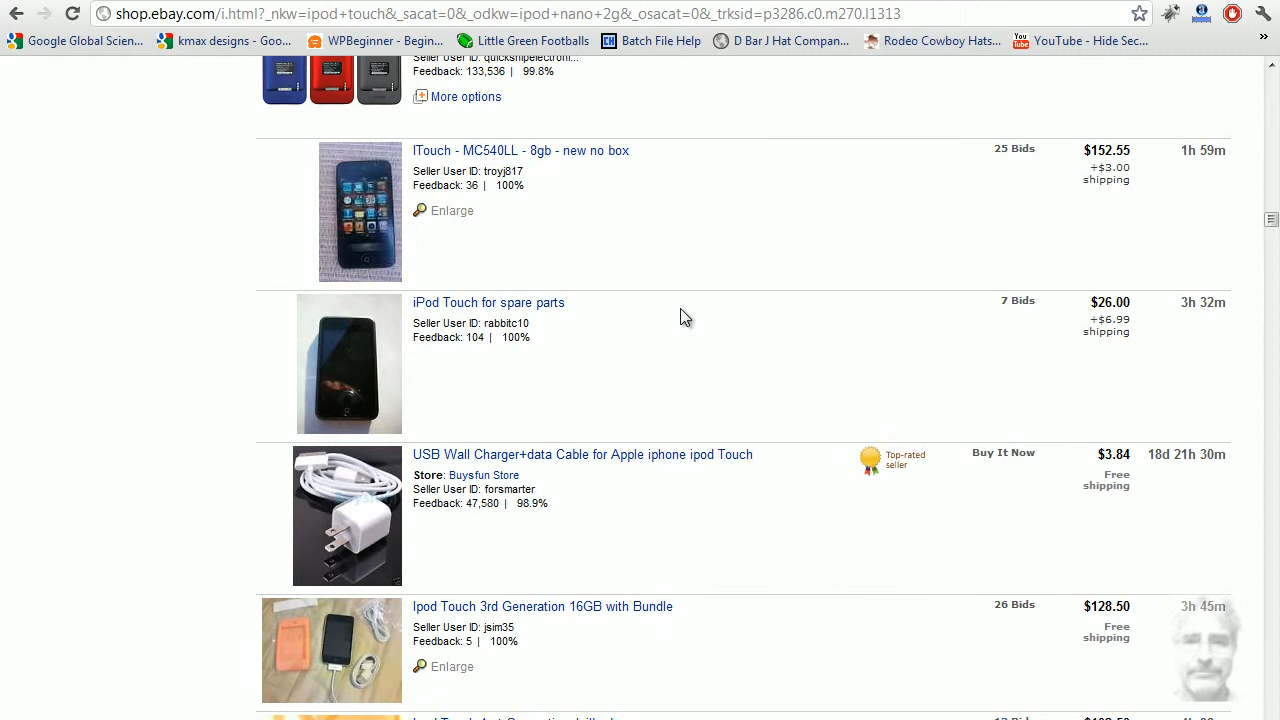 shop.ebay.com/i.html?_nkw=ipod+touch&_sacat=0&_odkw=ipod+nano+2g&_osacat=0&_trksid=p3286.c0.m270.l1313
Google Global Scien... kmax designs - Goo... WPBeginner - Begin... Little Green Footballs CH Batch File Help D Bar J Hat Compan... Rodeo Cowboy Hats... You Tube YouTube - Hide Sec... »
Seller User ID: quickshipelectrom...
Feedback: 133,536 | 99.8%
More options
ITouch - MC540LL - 8gb - new no box 25 Bids $152.55 1h 59m
Seller User ID: troyj817 +$3.00
Feedback: 36 | 100% shipping
Enlarge
iPod Touch for spare parts 7 Bids $26.00 3h 32m
Seller User ID: rabbitc10 +$6.99
Feedback: 104 | 100% shipping
USB Wall Charger+data Cable for Apple iphone ipod Touch Top-rated seller Buy It Now $3.84 18d 21h 30m
Store: Buysfun Store Free
Seller User ID: forsmarter shipping
Feedback: 47,580 | 98.9%
Ipod Touch 3rd Generation 16GB with Bundle 26 Bids $128.50 3h 45m
Seller User ID: jsim35 Free
Feedback: 5 | 100% shipping
Enlarge